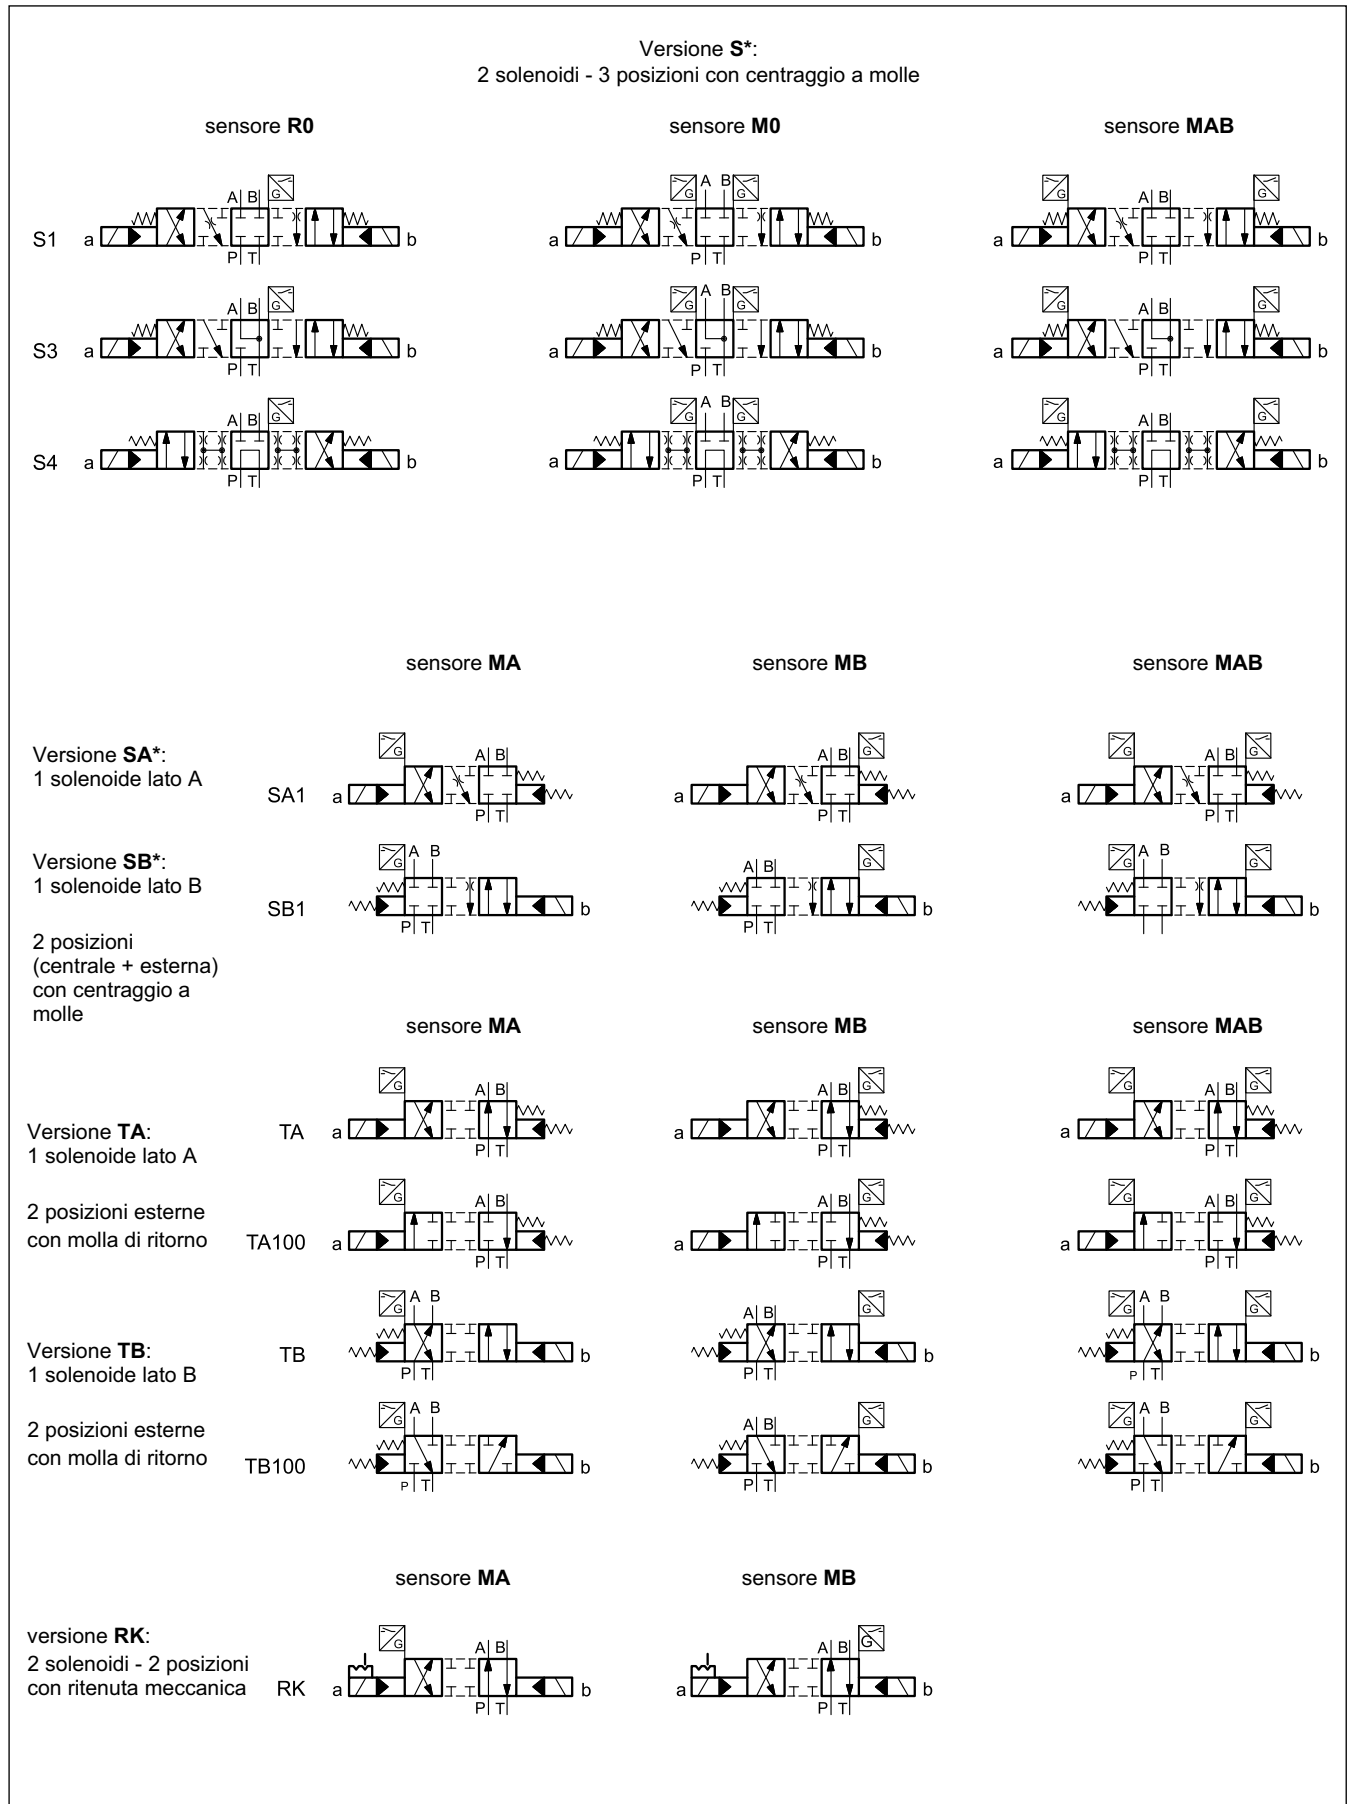 Versione S*:
2 solenoidi - 3 posizioni con centraggio a molle
sensore R0 sensore M0 sensore MAB
A B G G A B G G A B G
S1 a b a b a b
P T P T P T
A B G G A B G G A B G
S3 a b a b a b
P T P T P T
A B G G A B G G A B G
S4 a b a b a b
P T P T P T
sensore MA sensore MB sensore MAB
Versione SA*:
1 solenoide lato A
G A B A B G G A B G
SA1 a a a
P T P T P T
Versione SB*:
1 solenoide lato B
G A B A B G G A B G
SB1 b b b
P T P T
2 posizioni
(centrale + esterna)
con centraggio a
molle
sensore MA sensore MB sensore MAB
G A B A B G G A B G
Versione TA:
1 solenoide lato A
TA a a a
P T P T P T
2 posizioni esterne
con molla di ritorno
G A B A B G G A B G
TA100 a a a
P T P T P T
G A B A B G G A B G
Versione TB:
1 solenoide lato B
TB b b b
P T P T P T
2 posizioni esterne
con molla di ritorno
G A B A B G G A B G
TB100 b b b
P T P T P T
sensore MA sensore MB
versione RK:
2 solenoidi - 2 posizioni
con ritenuta meccanica
G A B A B G
RK a b a b
P T P T